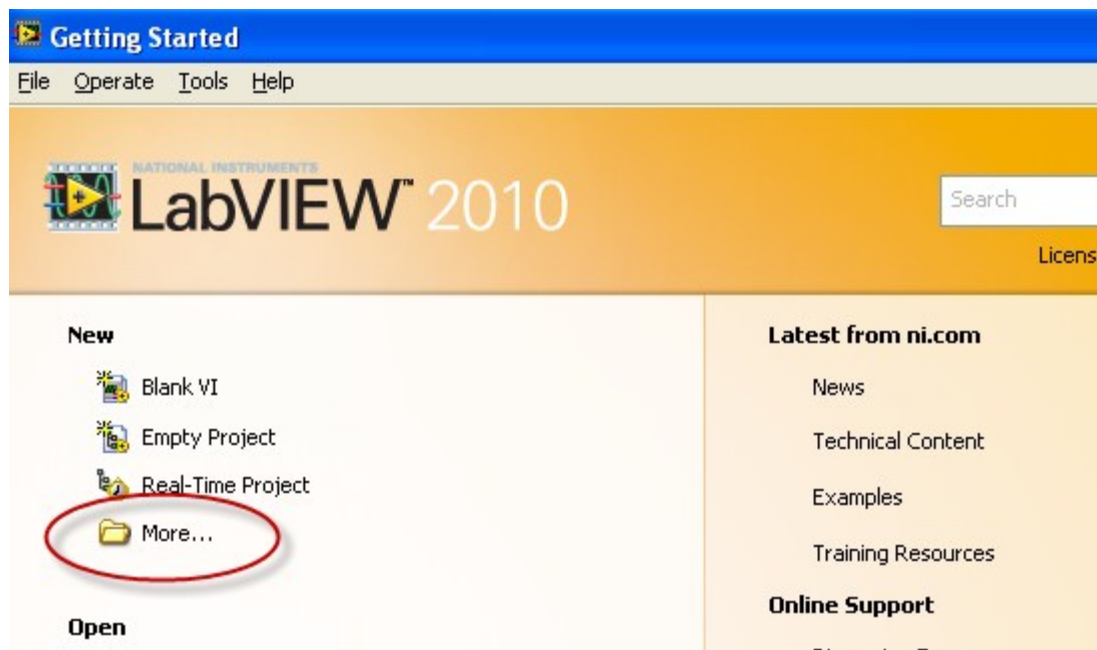 Getting Started
File Operate Tools Help
NATIONAL INSTRUMENTS
LabVIEW™ 2010
Search
Licens
New
Blank VI
Empty Project
Real-Time Project
More...
Open
Latest from ni.com
News
Technical Content
Examples
Training Resources
Online Support